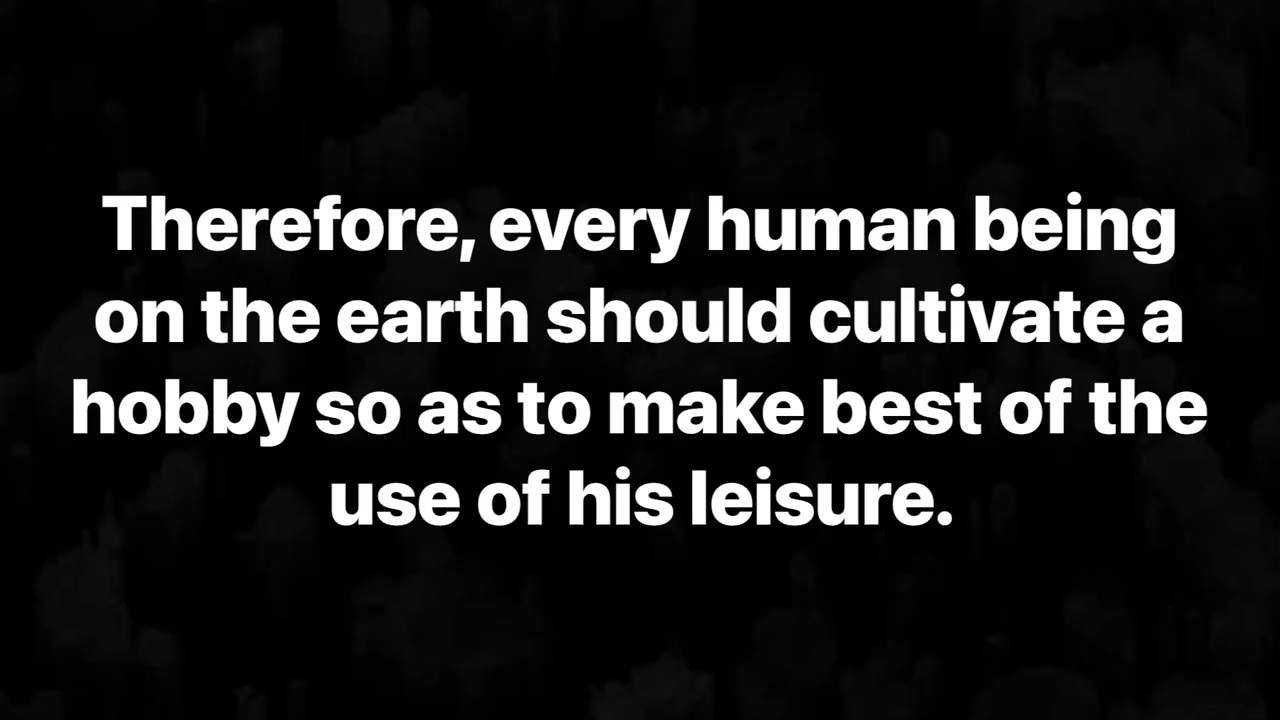 Therefore, every human being
on the earth should cultivate a
hobby so as to make best of the
use of his leisure.